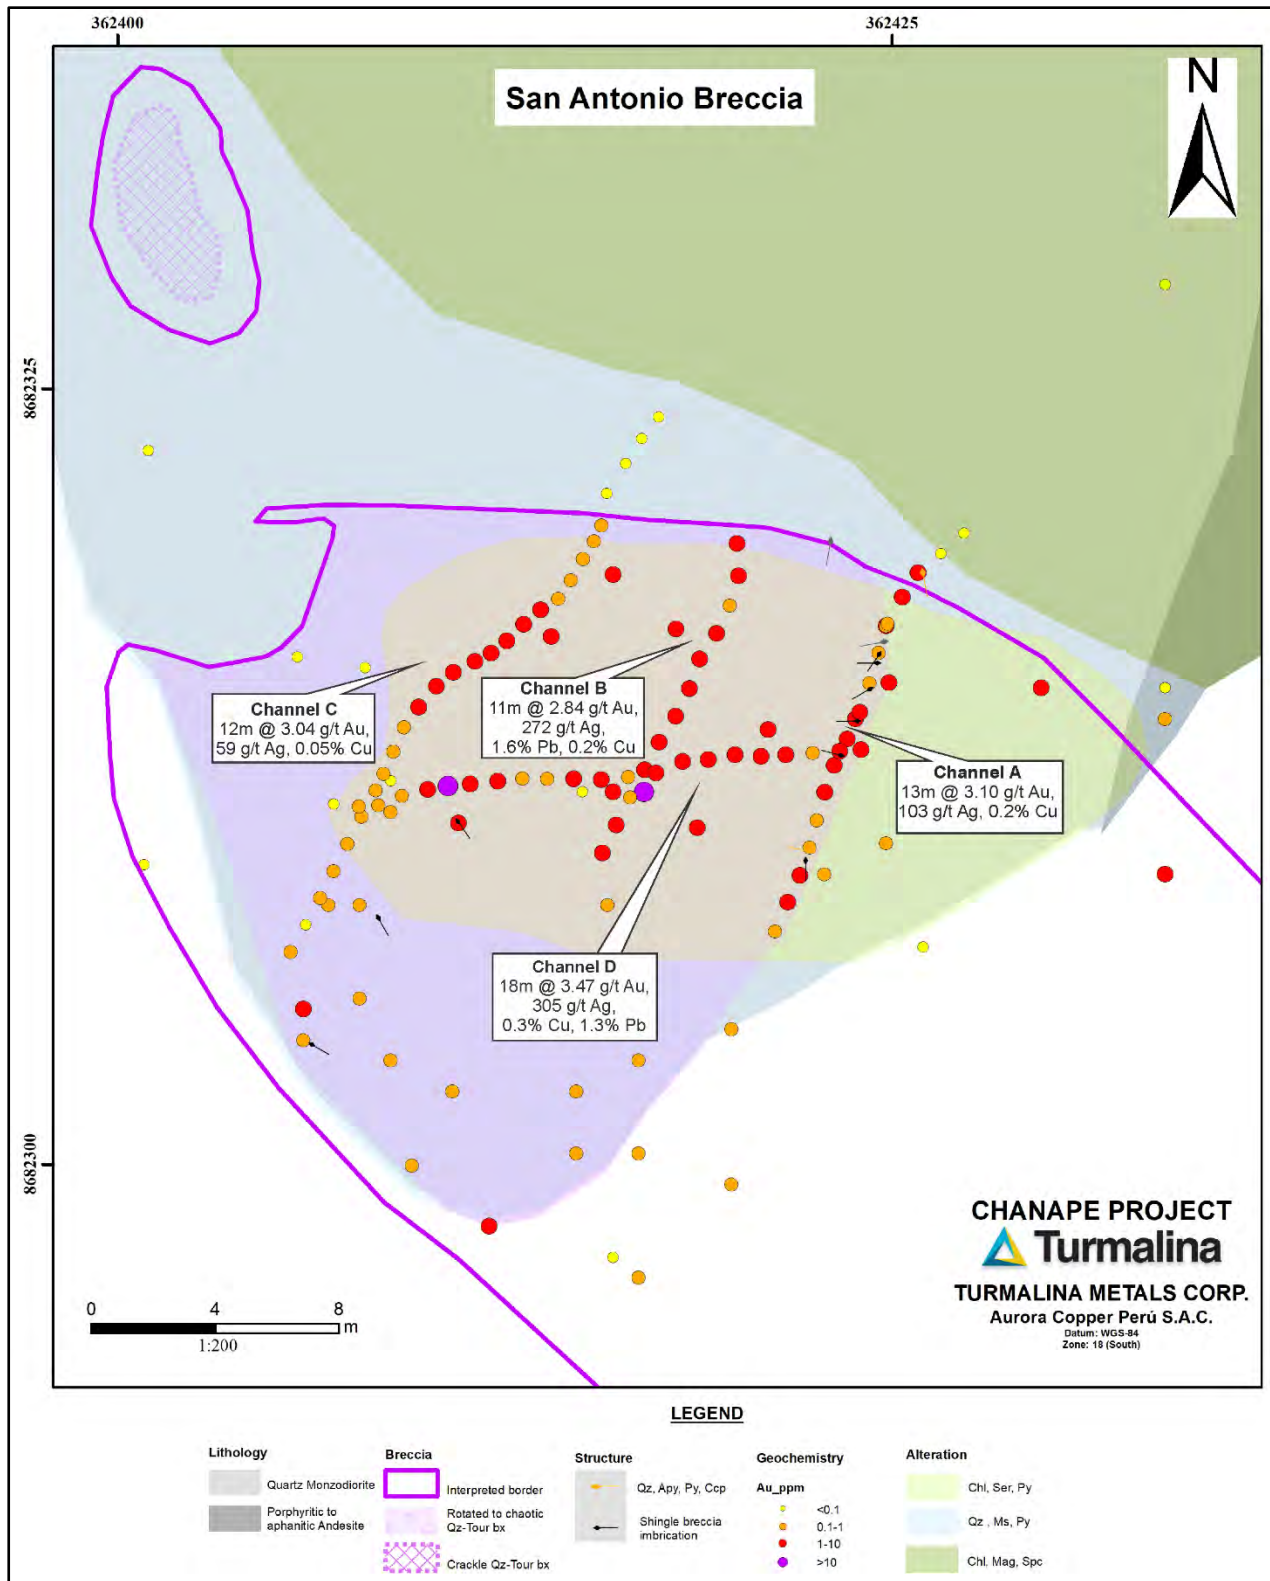 362400
362425
San Antonio Breccia
N
8682325
Channel C
12m @ 3.04 g/t Au,
59 g/t Ag, 0.05% Cu
Channel B
11m @ 2.84 g/t Au,
272 g/t Ag,
1.6% Pb, 0.2% Cu
Channel A
13m @ 3.10 g/t Au,
103 g/t Ag, 0.2% Cu
Channel D
18m @ 3.47 g/t Au,
305 g/t Ag,
0.3% Cu, 1.3% Pb
8682300
CHANAPE PROJECT
Turmalina
TURMALINA METALS CORP.
Aurora Copper Perú S.A.C.
Datum: WGS-84
Zone: 18 (South)
0 4 8
m
1:200
LEGEND
Lithology
Quartz Monzodiorite
Porphyritic to
aphanitic Andesite
Breccia
Interpreted border
Rotated to chaotic
Qz-Tour bx
Crackle Qz-Tour bx
Structure
Qz, Apy, Py, Ccp
Shingle breccia
imbrication
Geochemistry
Au_ppm
<0.1
0.1-1
1-10
>10
Alteration
Chl, Ser, Py
Qz , Ms, Py
Chl, Mag, Spc